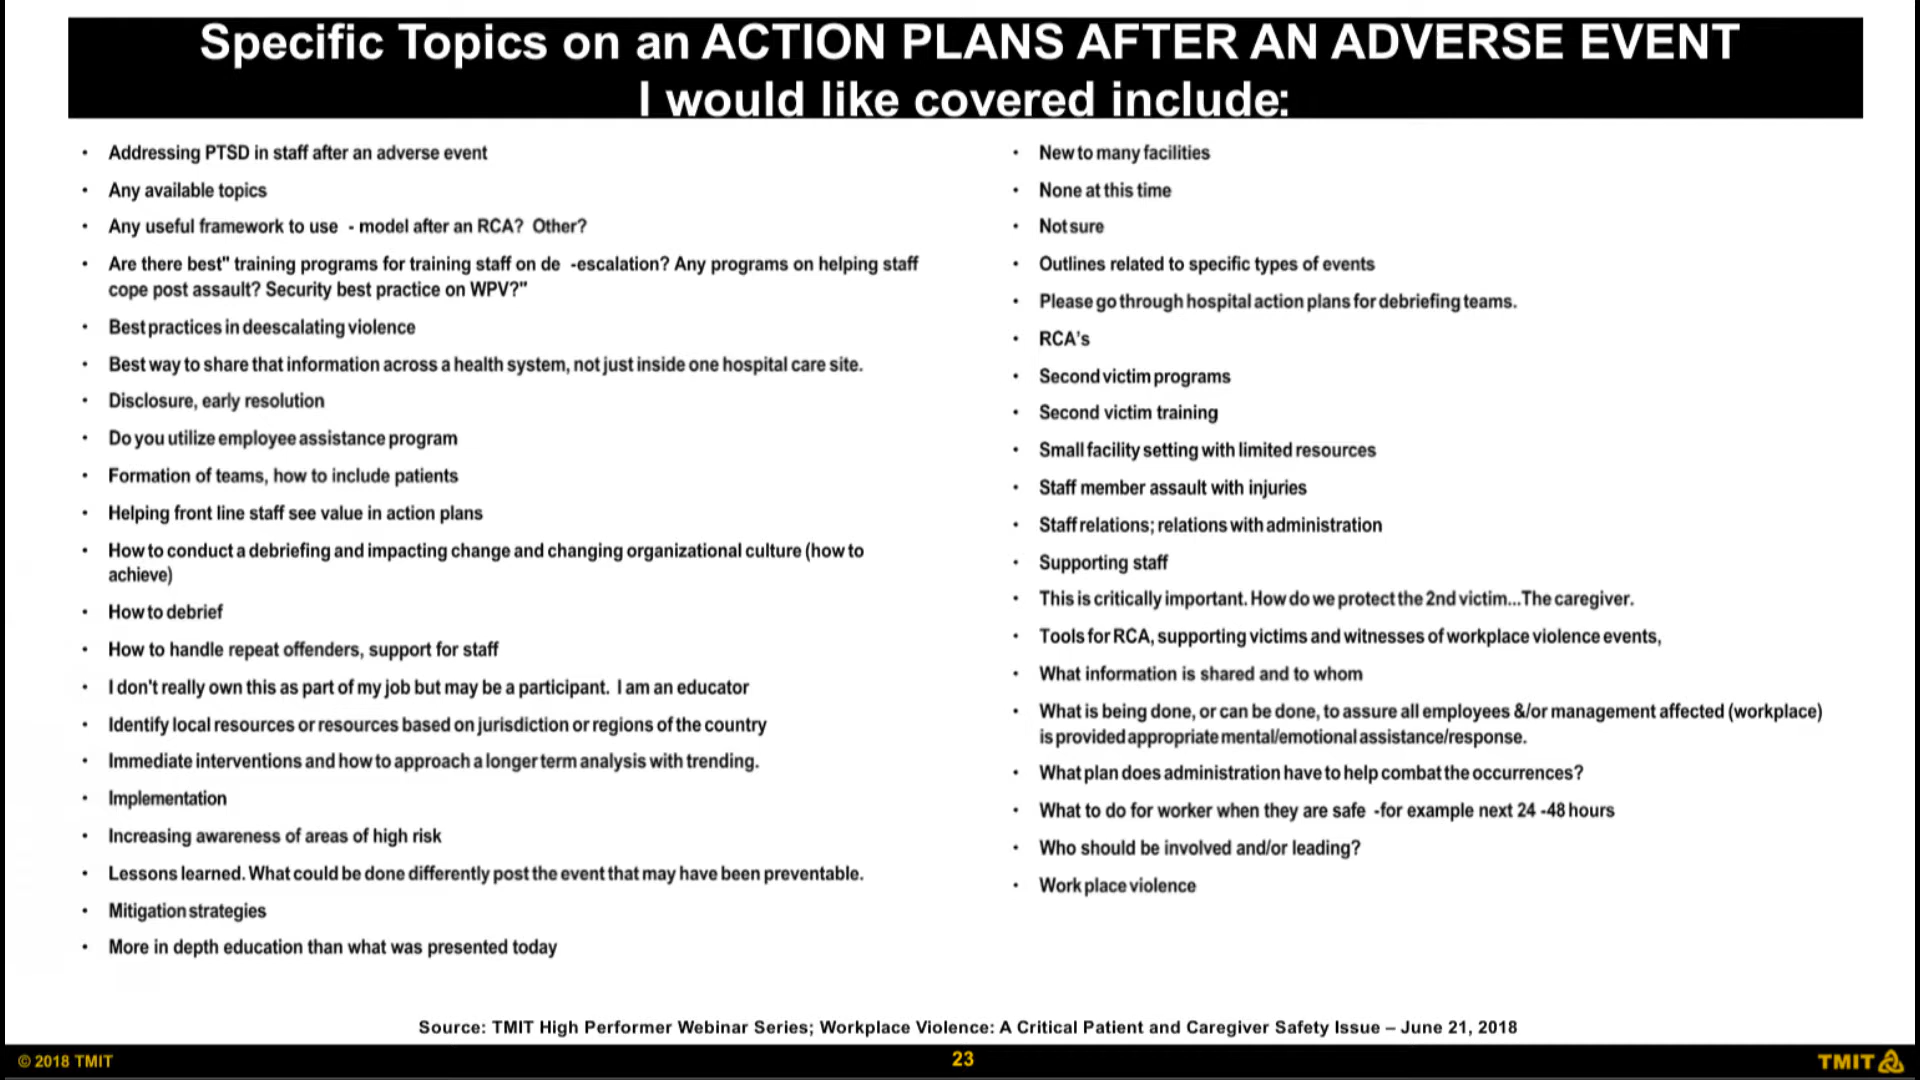 Specific Topics on an ACTION PLANS AFTER AN ADVERSE EVENT
I would like covered include:
• Addressing PTSD in staff after an adverse event
• Any available topics
• Any useful framework to use - model after an RCA? Other?
• Are there best" training programs for training staff on de -escalation? Any programs on helping staff
cope post assault? Security best practice on WPV?"
• Best practices in deescalating violence
• Best way to share that information across a health system, not just inside one hospital care site.
• Disclosure, early resolution
• Do you utilize employee assistance program
• Formation of teams, how to include patients
• Helping front line staff see value in action plans
• How to conduct a debriefing and impacting change and changing organizational culture (how to
achieve)
• How to debrief
• How to handle repeat offenders, support for staff
• I don't really own this as part of my job but may be a participant. I am an educator
• Identify local resources or resources based on jurisdiction or regions of the country
• Immediate interventions and how to approach a longer term analysis with trending.
• Implementation
• Increasing awareness of areas of high risk
• Lessons learned. What could be done differently post the event that may have been preventable.
• Mitigation strategies
• More in depth education than what was presented today
• New to many facilities
• None at this time
• Not sure
• Outlines related to specific types of events
• Please go through hospital action plans for debriefing teams.
• RCA's
• Second victim programs
• Second victim training
• Small facility setting with limited resources
• Staff member assault with injuries
• Staff relations; relations with administration
• Supporting staff
• This is critically important. How do we protect the 2nd victim...The caregiver.
• Tools for RCA, supporting victims and witnesses of workplace violence events,
• What information is shared and to whom
• What is being done, or can be done, to assure all employees &/or management affected (workplace)
is provided appropriate mental/emotional assistance/response.
• What plan does administration have to help combat the occurrences?
• What to do for worker when they are safe -for example next 24 -48 hours
• Who should be involved and/or leading?
• Work place violence
Source: TMIT High Performer Webinar Series; Workplace Violence: A Critical Patient and Caregiver Safety Issue – June 21, 2018
© 2018 TMIT
23
TMIT